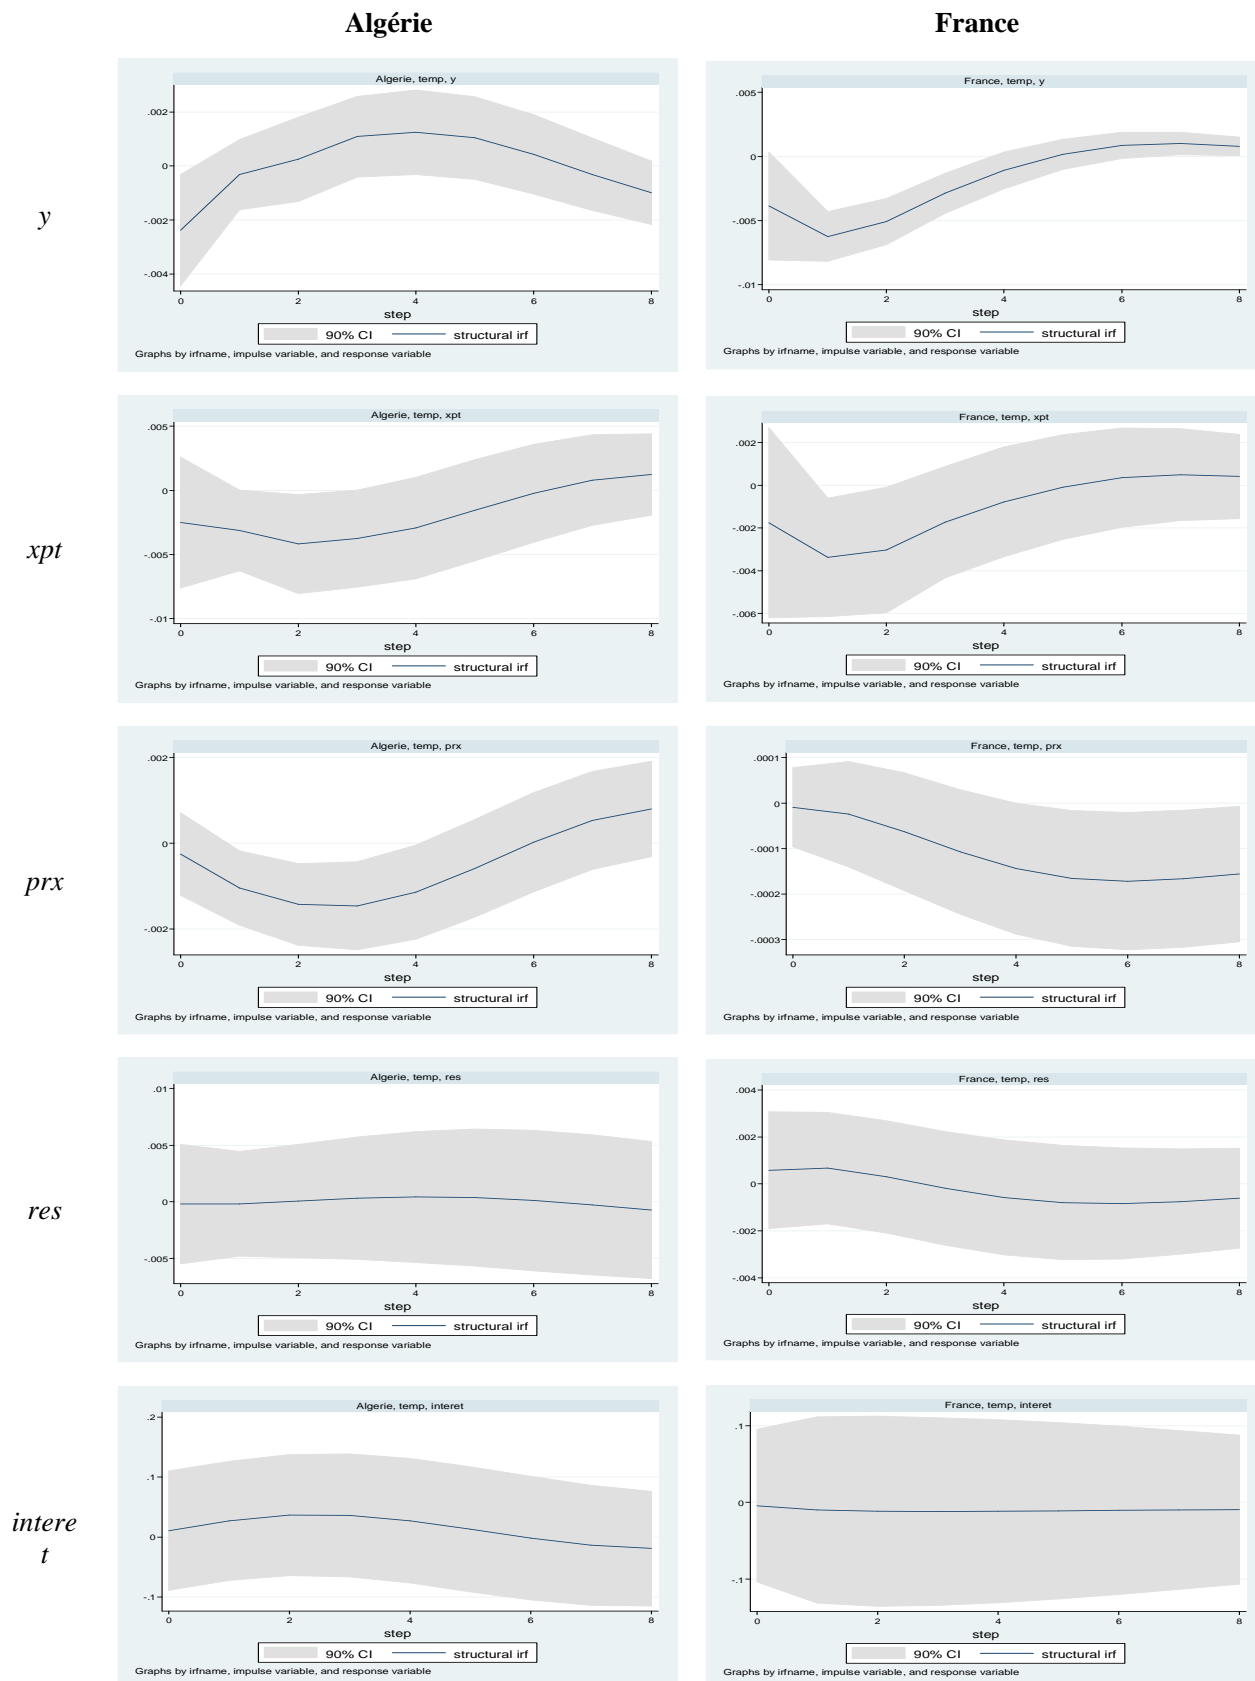 Algérie
France
y
Algerie, temp, y
.002
0
-.002
-.004
0 2 4 6 8
step
90% CI structural irf
Graphs by irfname, impulse variable, and response variable
France, temp, y
.005
0
-.005
-.01
0 2 4 6 8
step
90% CI structural irf
Graphs by irfname, impulse variable, and response variable
xpt
Algerie, temp, xpt
.005
0
-.005
-.01
0 2 4 6 8
step
90% CI structural irf
Graphs by irfname, impulse variable, and response variable
France, temp, xpt
.002
0
-.002
-.004
-.006
0 2 4 6 8
step
90% CI structural irf
Graphs by irfname, impulse variable, and response variable
prx
Algerie, temp, prx
.002
0
-.002
0 2 4 6 8
step
90% CI structural irf
Graphs by irfname, impulse variable, and response variable
France, temp, prx
.0001
0
-.0001
-.0002
-.0003
0 2 4 6 8
step
90% CI structural irf
Graphs by irfname, impulse variable, and response variable
res
Algerie, temp, res
.01
.005
0
-.005
0 2 4 6 8
step
90% CI structural irf
Graphs by irfname, impulse variable, and response variable
France, temp, res
.004
.002
0
-.002
-.004
0 2 4 6 8
step
90% CI structural irf
Graphs by irfname, impulse variable, and response variable
intere
t
Algerie, temp, interet
.2
.1
0
-.1
0 2 4 6 8
step
90% CI structural irf
Graphs by irfname, impulse variable, and response variable
France, temp, interet
.1
0
-.1
0 2 4 6 8
step
90% CI structural irf
Graphs by irfname, impulse variable, and response variable